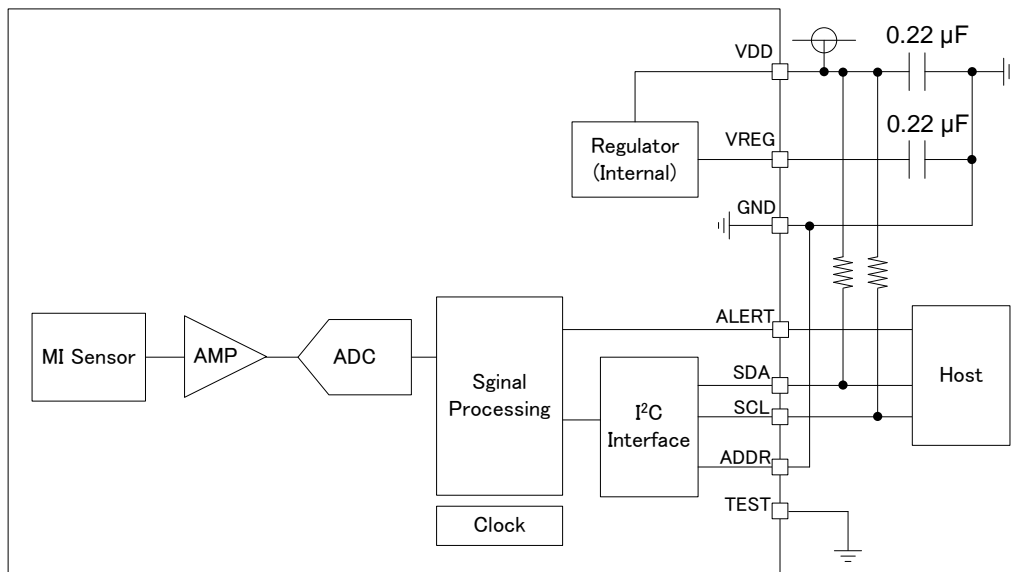 0.22 µF
VDD
0.22 µF
VREG
Regulator
(Internal)
GND
ALERT
MI Sensor
AMP
ADC
Sginal
Processing
SDA
Host
SCL
I²C
Interface
ADDR
TEST
Clock